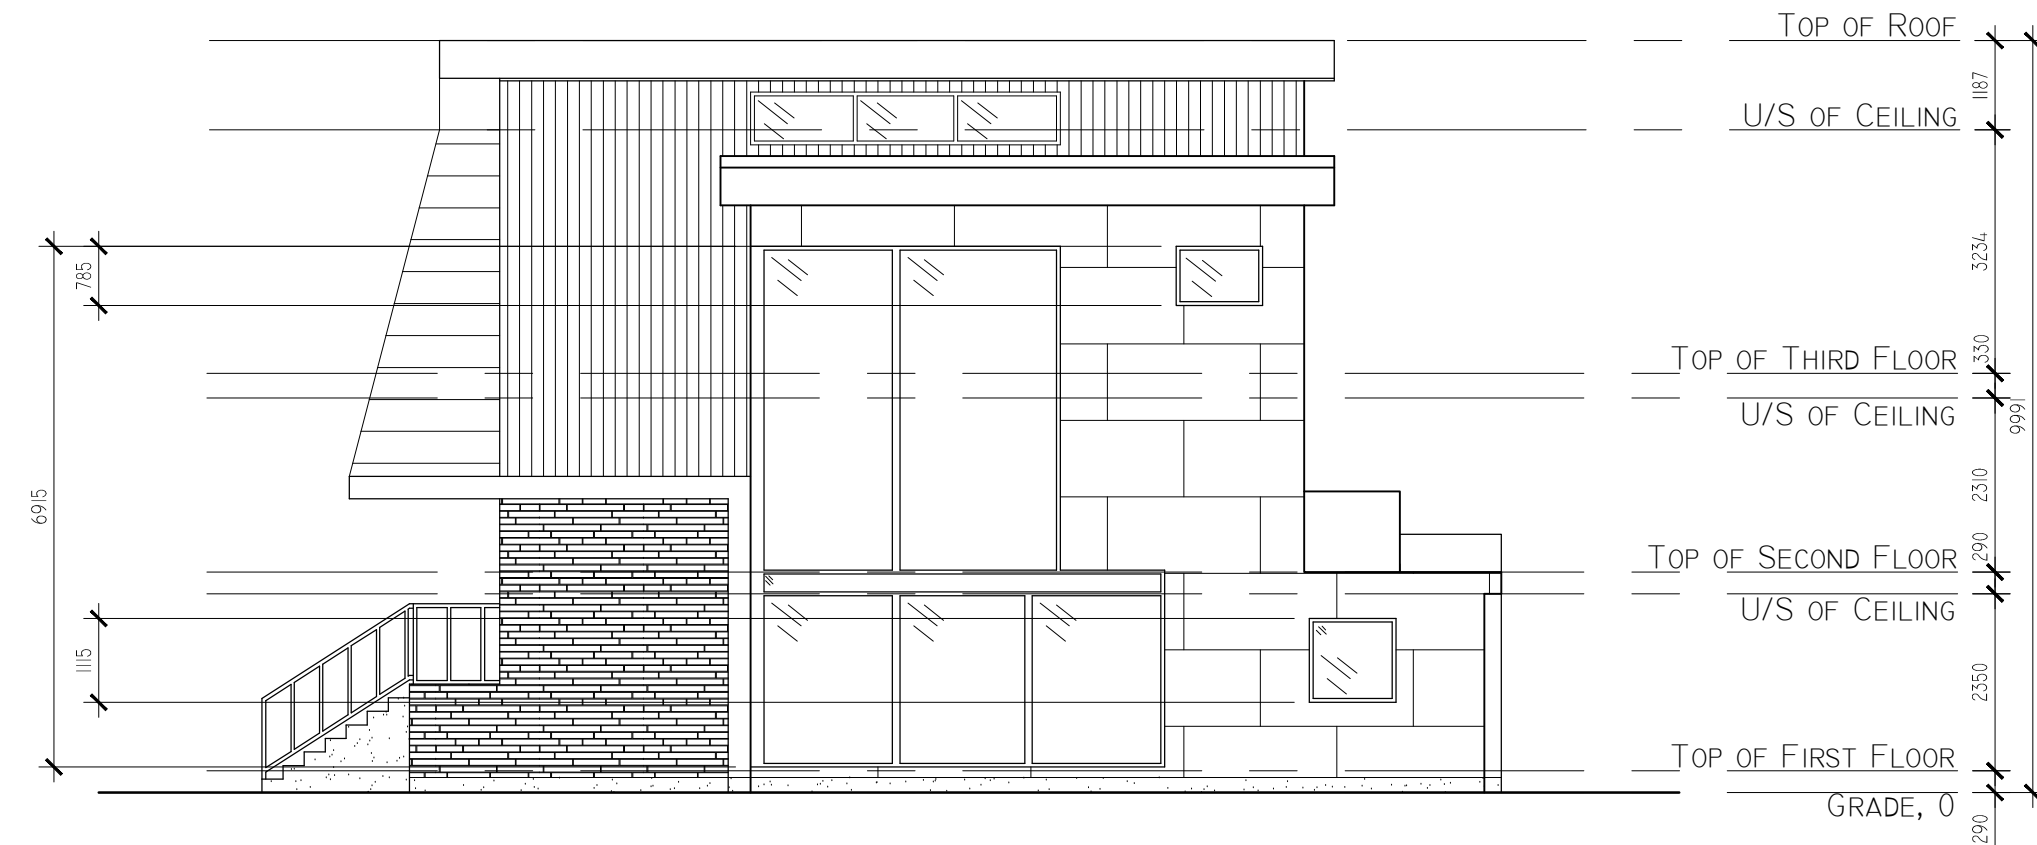 TOP OF ROOF
1187
U/S OF CEILING
785
3234
330
TOP OF THIRD FLOOR
U/S OF CEILING
9991
6915
2310
290
TOP OF SECOND FLOOR
U/S OF CEILING
1115
2350
TOP OF FIRST FLOOR
GRADE, 0
290